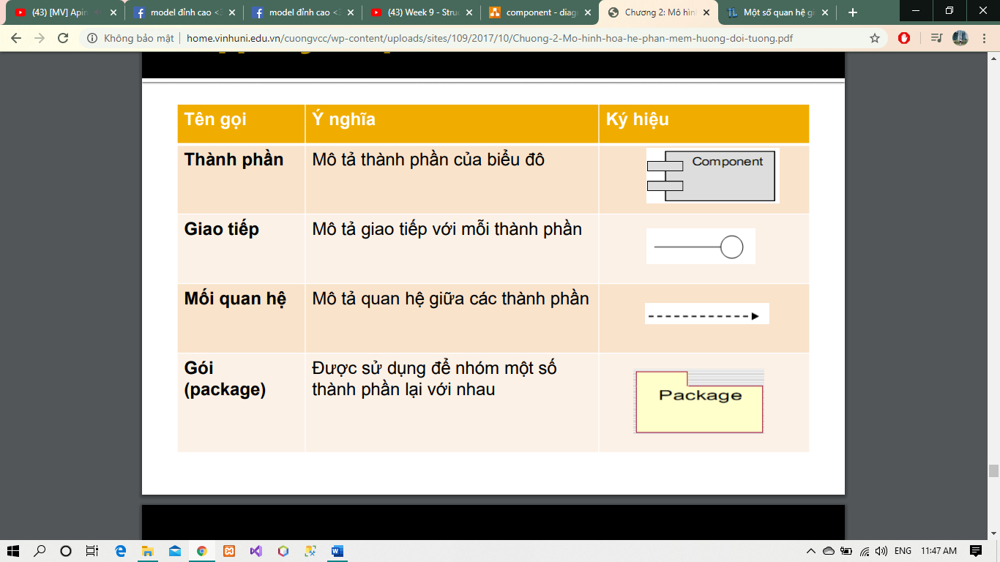 (43) [MV] Apin
model đỉnh cao <3
model đỉnh cao <3
(43) Week 9 - Stru
component - diag
Chương 2: Mô hìn
Một số quan hệ g
Không bảo mật
home.vinhuni.edu.vn/cuongvcc/wp-content/uploads/sites/109/2017/10/Chuong-2-Mo-hinh-hoa-he-phan-mem-huong-doi-tuong.pdf
Tên gọi
Ý nghĩa
Ký hiệu
Thành phần
Mô tả thành phần của biểu đô
Component
Giao tiếp
Mô tả giao tiếp với mỗi thành phần
Mối quan hệ
Mô tả quan hệ giữa các thành phần
Gói
(package)
Được sử dụng để nhóm một số
thành phần lại với nhau
Package
ENG
11:47 AM